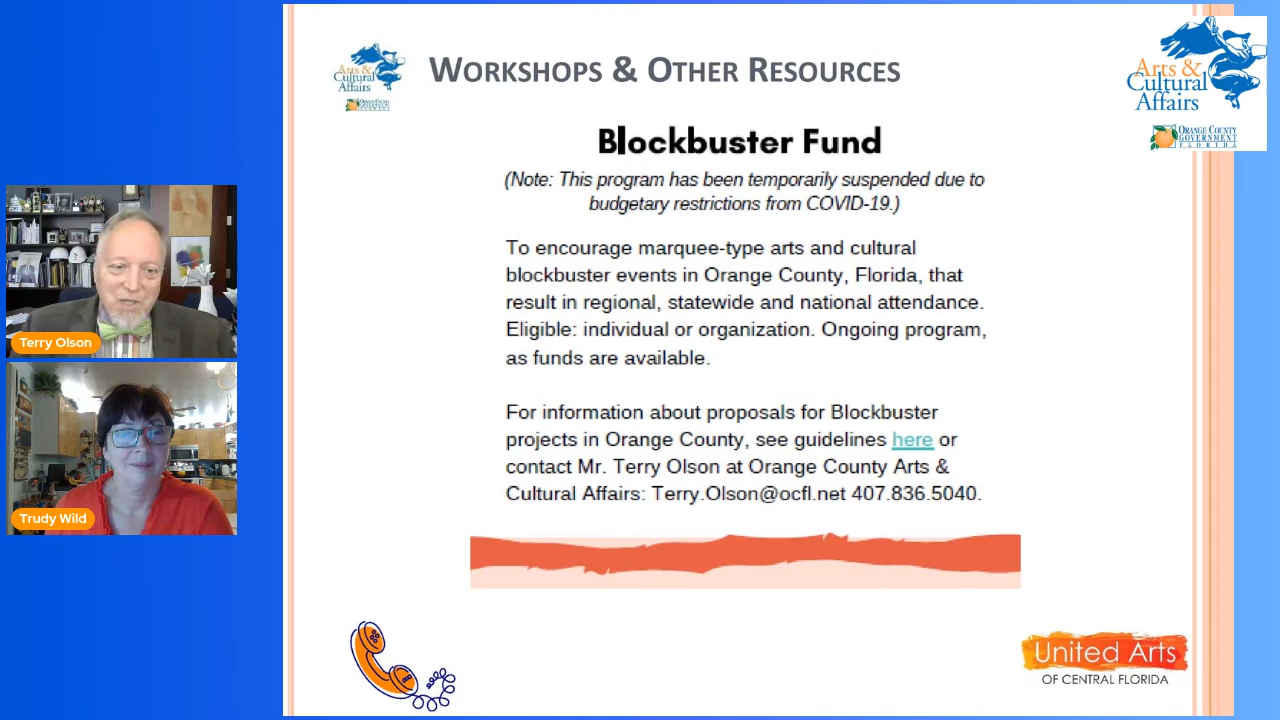 Arts &
Cultural
Affairs
ORANGE COUNTY
GOVERNMENT
FLORIDA
WORKSHOPS & OTHER RESOURCES
Arts &
Cultural
Affairs
ORANGE COUNTY
GOVERNMENT
FLORIDA
Blockbuster Fund
(Note: This program has been temporarily suspended due to
budgetary restrictions from COVID-19.)
To encourage marquee-type arts and cultural
blockbuster events in Orange County, Florida, that
result in regional, statewide and national attendance.
Eligible: individual or organization. Ongoing program,
as funds are available.
For information about proposals for Blockbuster
projects in Orange County, see guidelines here or
contact Mr. Terry Olson at Orange County Arts &
Cultural Affairs: Terry.Olson@ocfl.net 407.836.5040.
Terry Olson
Trudy Wild
United Arts
OF CENTRAL FLORIDA